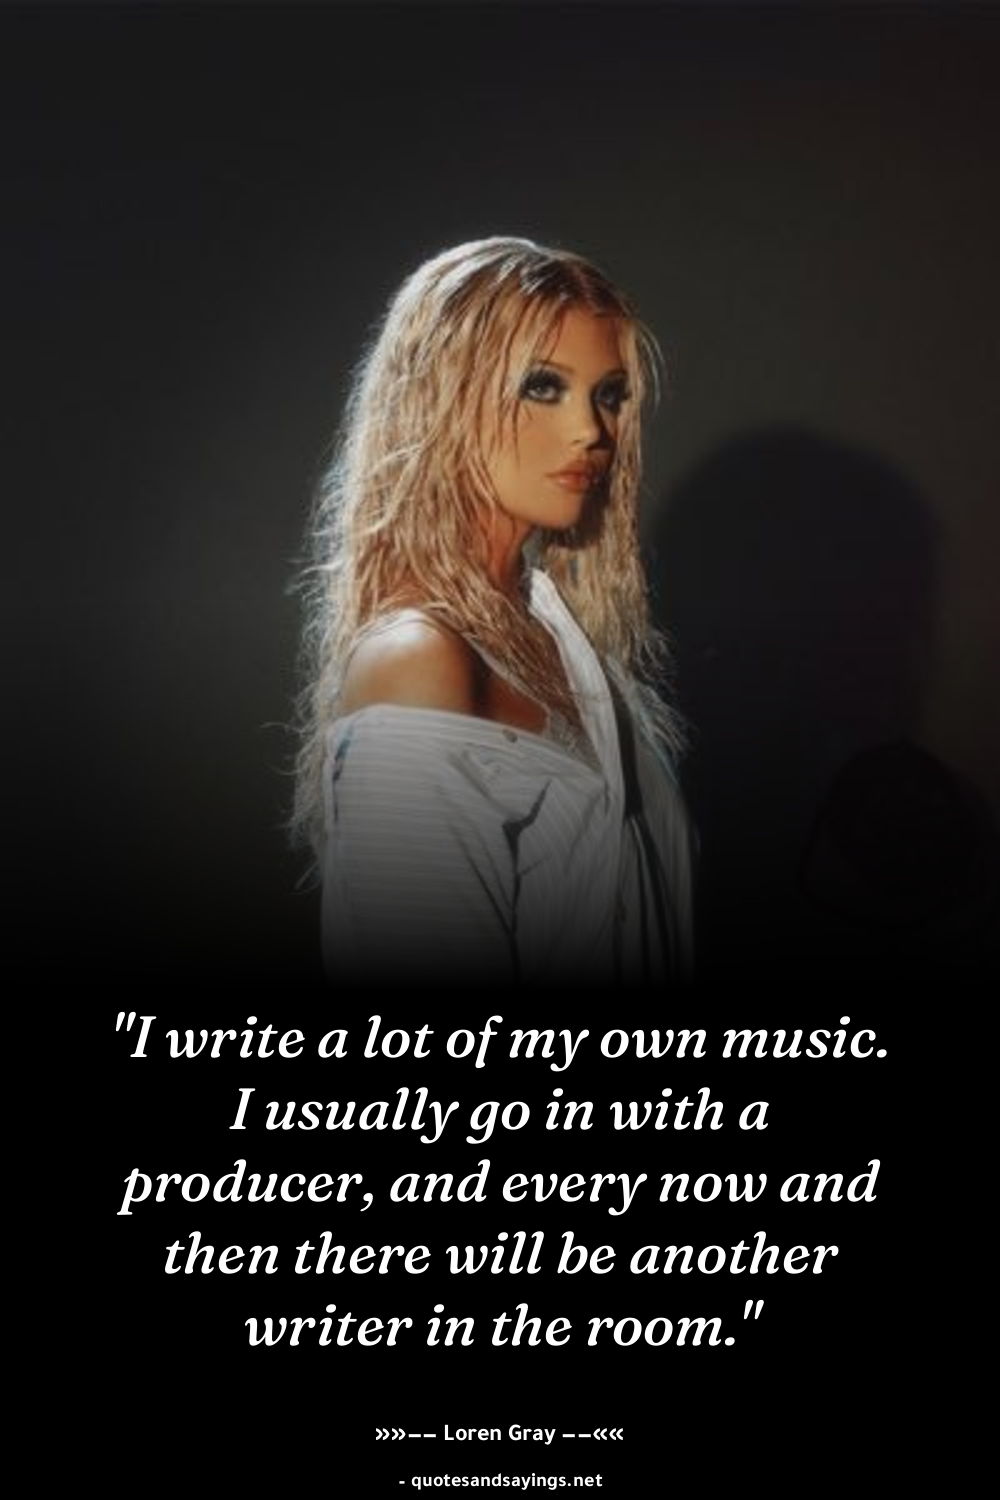 "I write a lot of my own music.
I usually go in with a
producer, and every now and
then there will be another
writer in the room."
»»−− Loren Gray −−««
- quotesandsayings.net